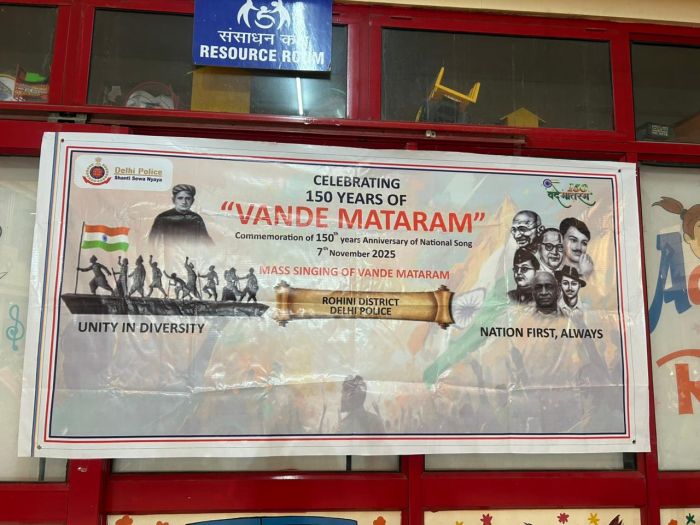 संसाधन कक्ष
RESOURCE ROOM
Delhi Police
Shanti Sewa Nyaya
CELEBRATING
150 YEARS OF
"VANDE MATARAM"
Commemoration of 150th years Anniversary of National Song
7th November 2025
MASS SINGING OF VANDE MATARAM
ROHINI DISTRICT
DELHI POLICE
UNITY IN DIVERSITY
150
वंदे मातरम्
NATION FIRST, ALWAYS